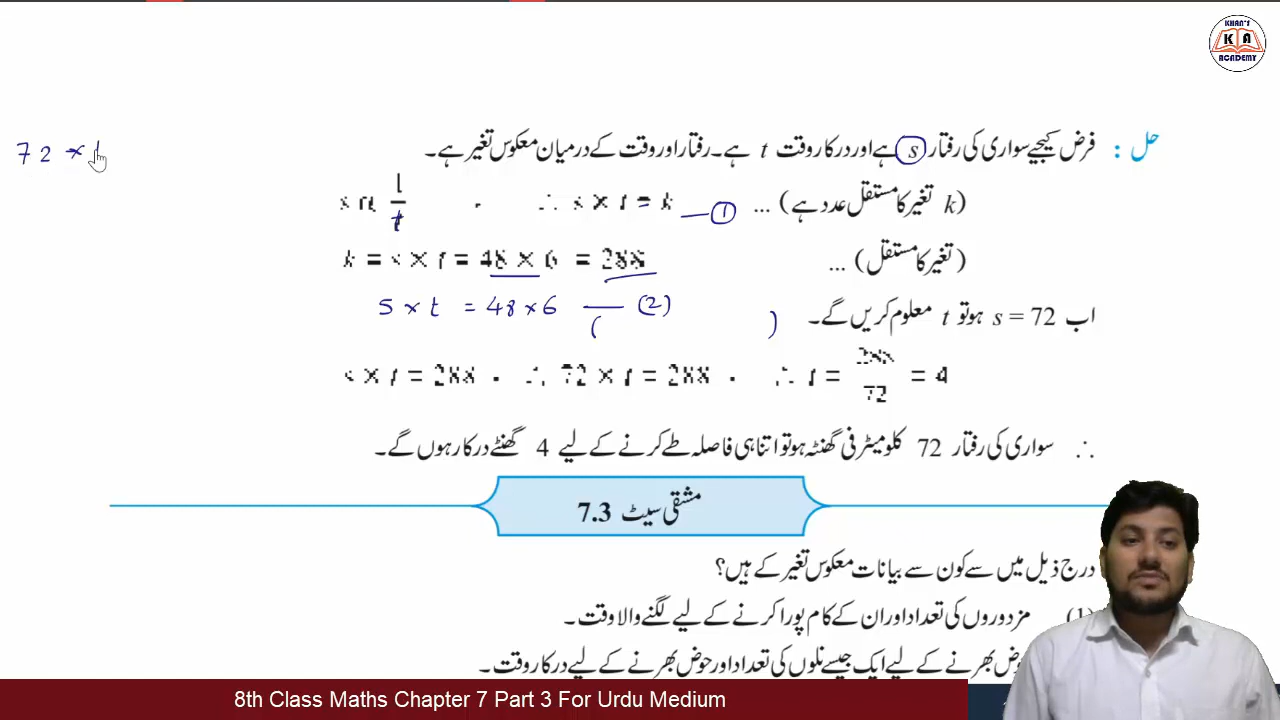 KHAN'S
K A
ACADEMY
حل : فرض کیجیے سواری کی رفتار s ہے اور درکار وقت t ہے۔ رفتار اور وقت کے درمیان معکوس تغیر ہے۔
72 ×
s α 1/t ∴ s × t = k — ① ... (k تغیر کا مستقل عدد ہے)
k = s × t = 48 × 6 = 288 ... (تغیر کا مستقل)
s × t = 48 × 6 — (2)
( )
اب s = 72 ہو تو t معلوم کریں گے۔
s × t = 288 ∴ 72 × t = 288 ∴ t = 288/72 = 4
∴ سواری کی رفتار 72 کلومیٹر فی گھنٹہ ہو تو اتنا ہی فاصلہ طے کرنے کے لیے 4 گھنٹے درکار ہوں گے۔
مشقی سیٹ 7.3
درج ذیل میں سے کون سے بیانات معکوس تغیر کے ہیں؟
(1) مزدوروں کی تعداد اور ان کے کام پورا کرنے کے لیے لگنے والا وقت۔
حوض بھرنے کے لیے ایک جیسے نلوں کی تعداد اور حوض بھرنے کے لیے درکار وقت۔
8th Class Maths Chapter 7 Part 3 For Urdu Medium